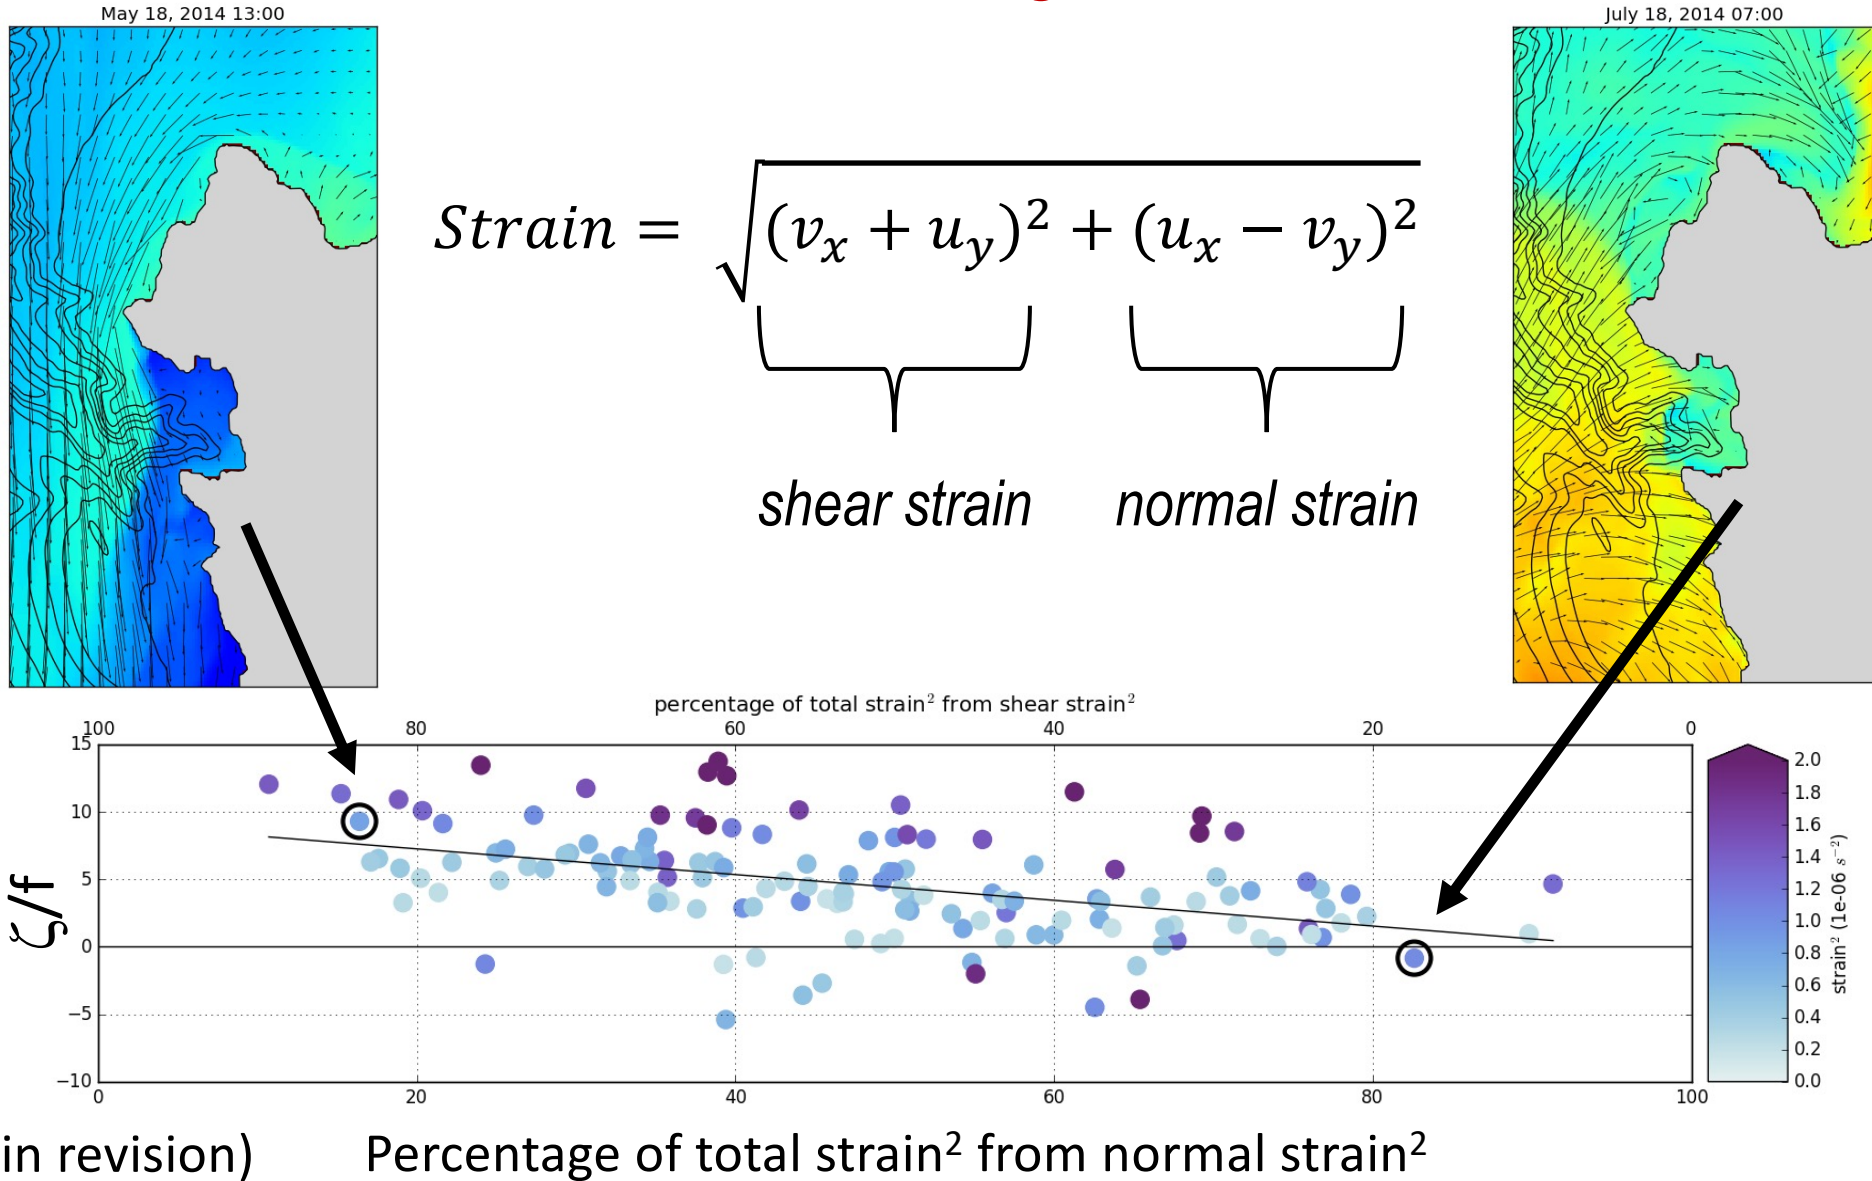 May 18, 2014 13:00
July 18, 2014 07:00
Strain = √(vₓ + u_y)² + (uₓ − v_y)²
shear strain
normal strain
percentage of total strain² from shear strain²
100 80 60 40 20 0
15
10
5
0
−5
−10
ζ/f
0 20 40 60 80 100
2.0
1.8
1.6
1.4
1.2
1.0
0.8
0.6
0.4
0.2
0.0
strain² (1e-06 s⁻²)
in revision)
Percentage of total strain² from normal strain²